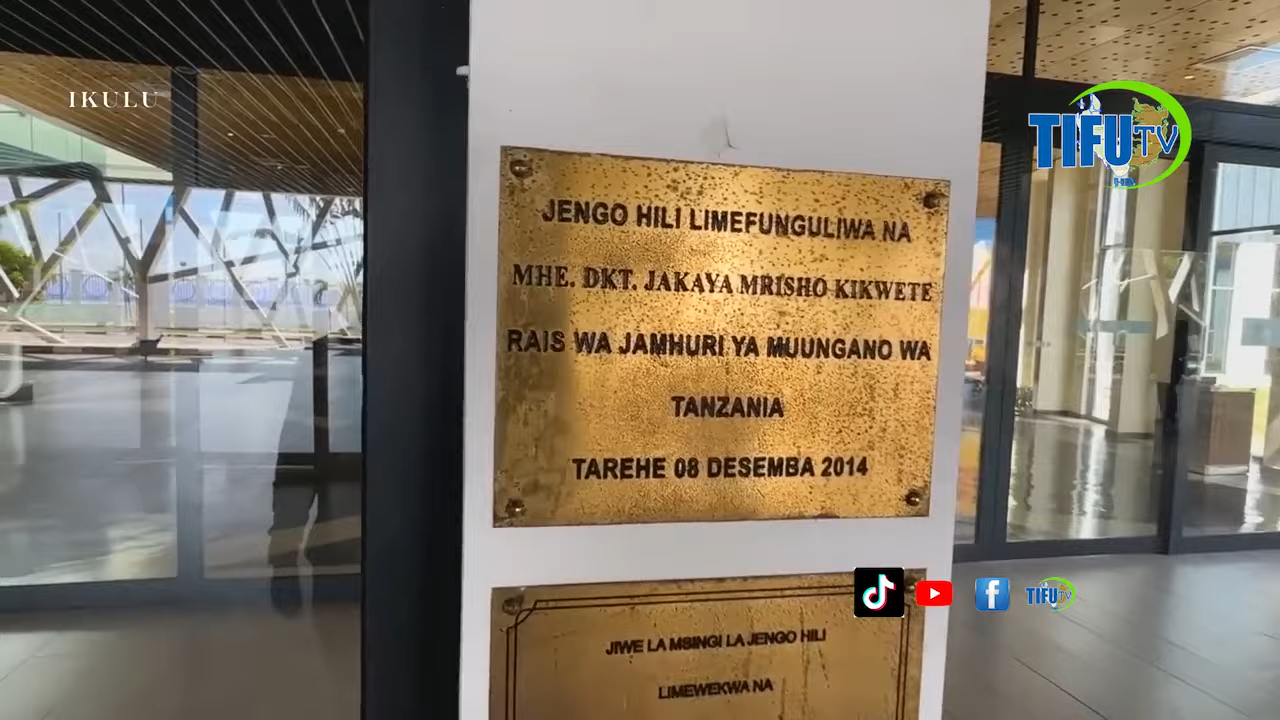 IKULU
TIFU TV
JENGO HILI LIMEFUNGULIWA NA
MHE. DKT. JAKAYA MRISHO KIKWETE
RAIS WA JAMHURI YA MUUNGANO WA
TANZANIA
TAREHE 08 DESEMBA 2014
JIWE LA MSINGI LA JENGO HILI
LIMEWEKWA NA
TIFU TV